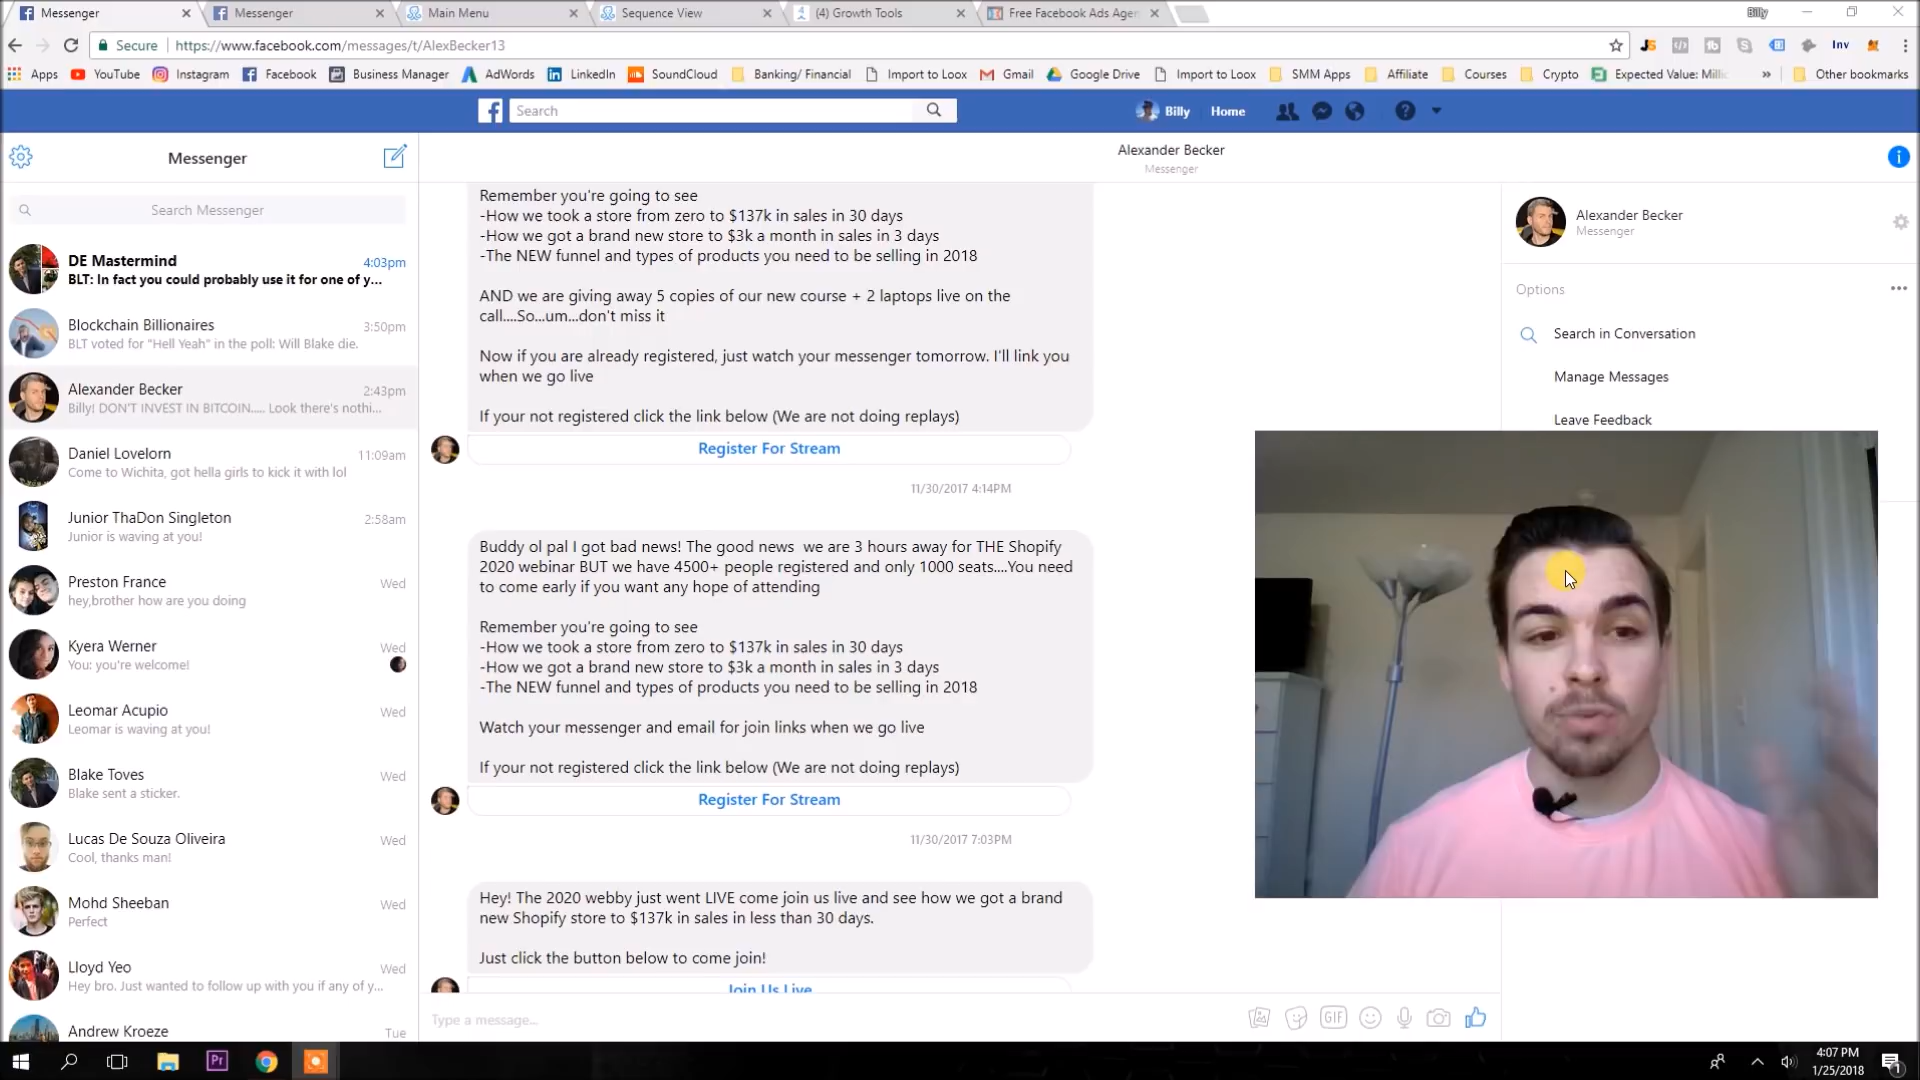 Messenger
Messenger
Main Menu
Sequence View
(4) Growth Tools
Free Facebook Ads Agen
Billy
Secure
https://www.facebook.com/messages/t/AlexBecker13
Inv
Apps
YouTube
Instagram
Facebook
Business Manager
AdWords
LinkedIn
SoundCloud
Banking/ Financial
Import to Loox
Gmail
Google Drive
Import to Loox
SMM Apps
Affiliate
Courses
Crypto
Expected Value: Milli
Other bookmarks
Search
Billy
Home
Messenger
Alexander Becker
Messenger
Search Messenger
DE Mastermind
4:03pm
BLT: In fact you could probably use it for one of y...
Blockchain Billionaires
3:50pm
BLT voted for "Hell Yeah" in the poll: Will Blake die.
Alexander Becker
2:43pm
Billy! DON'T INVEST IN BITCOIN..... Look there's nothi...
Daniel Lovelorn
11:09am
Come to Wichita, got hella girls to kick it with lol
Junior ThaDon Singleton
2:58am
Junior is waving at you!
Preston France
Wed
hey,brother how are you doing
Kyera Werner
Wed
You: you're welcome!
Leomar Acupio
Wed
Leomar is waving at you!
Blake Toves
Wed
Blake sent a sticker.
Lucas De Souza Oliveira
Wed
Cool, thanks man!
Mohd Sheeban
Wed
Perfect
Lloyd Yeo
Wed
Hey bro. Just wanted to follow up with you if any of y...
Andrew Kroeze
Tue
Remember you're going to see
-How we took a store from zero to $137k in sales in 30 days
-How we got a brand new store to $3k a month in sales in 3 days
-The NEW funnel and types of products you need to be selling in 2018
AND we are giving away 5 copies of our new course + 2 laptops live on the
call....So...um...don't miss it
Now if you are already registered, just watch your messenger tomorrow. I'll link you
when we go live
If your not registered click the link below (We are not doing replays)
Register For Stream
11/30/2017 4:14PM
Buddy ol pal I got bad news! The good news we are 3 hours away for THE Shopify
2020 webinar BUT we have 4500+ people registered and only 1000 seats....You need
to come early if you want any hope of attending
Remember you're going to see
-How we took a store from zero to $137k in sales in 30 days
-How we got a brand new store to $3k a month in sales in 3 days
-The NEW funnel and types of products you need to be selling in 2018
Watch your messenger and email for join links when we go live
If your not registered click the link below (We are not doing replays)
Register For Stream
11/30/2017 7:03PM
Hey! The 2020 webby just went LIVE come join us live and see how we got a brand
new Shopify store to $137k in sales in less than 30 days.
Just click the button below to come join!
Join Us Live
Type a message...
GIF
Alexander Becker
Messenger
Options
Search in Conversation
Manage Messages
Leave Feedback
Pr
4:07 PM
1/25/2018
1